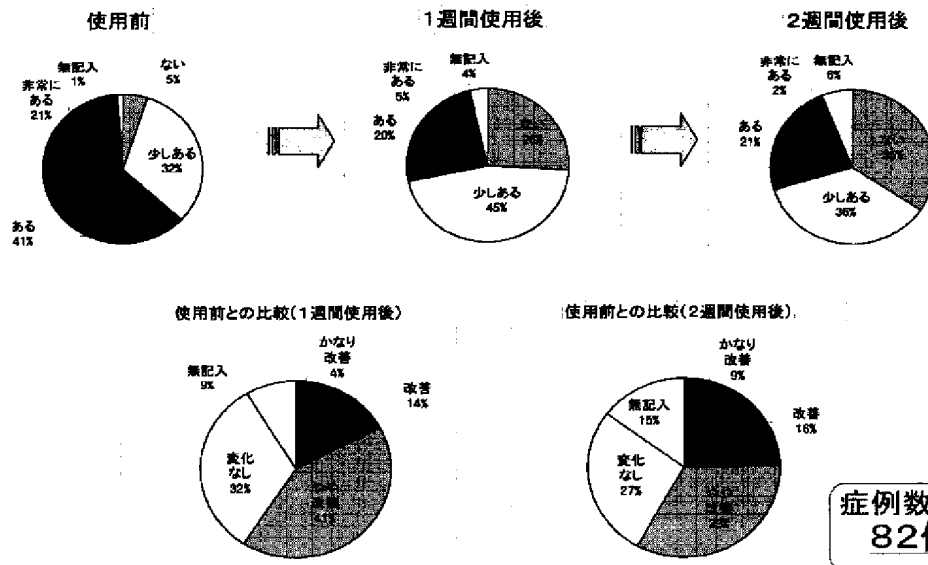 使用前
1週間使用後
2週間使用後
無記入
1%
ない
5%
非常に
ある
21%
少しある
32%
ある
41%
非常に
ある
5%
無記入
4%
ある
20%
少しある
45%
非常に
ある
2%
無記入
6%
ある
21%
少しある
36%
使用前との比較(1週間使用後)
かなり
改善
4%
無記入
9%
改善
14%
変化
なし
32%
使用前との比較(2週間使用後)
かなり
改善
9%
無記入
15%
改善
16%
変化
なし
27%
改善
症例数
82